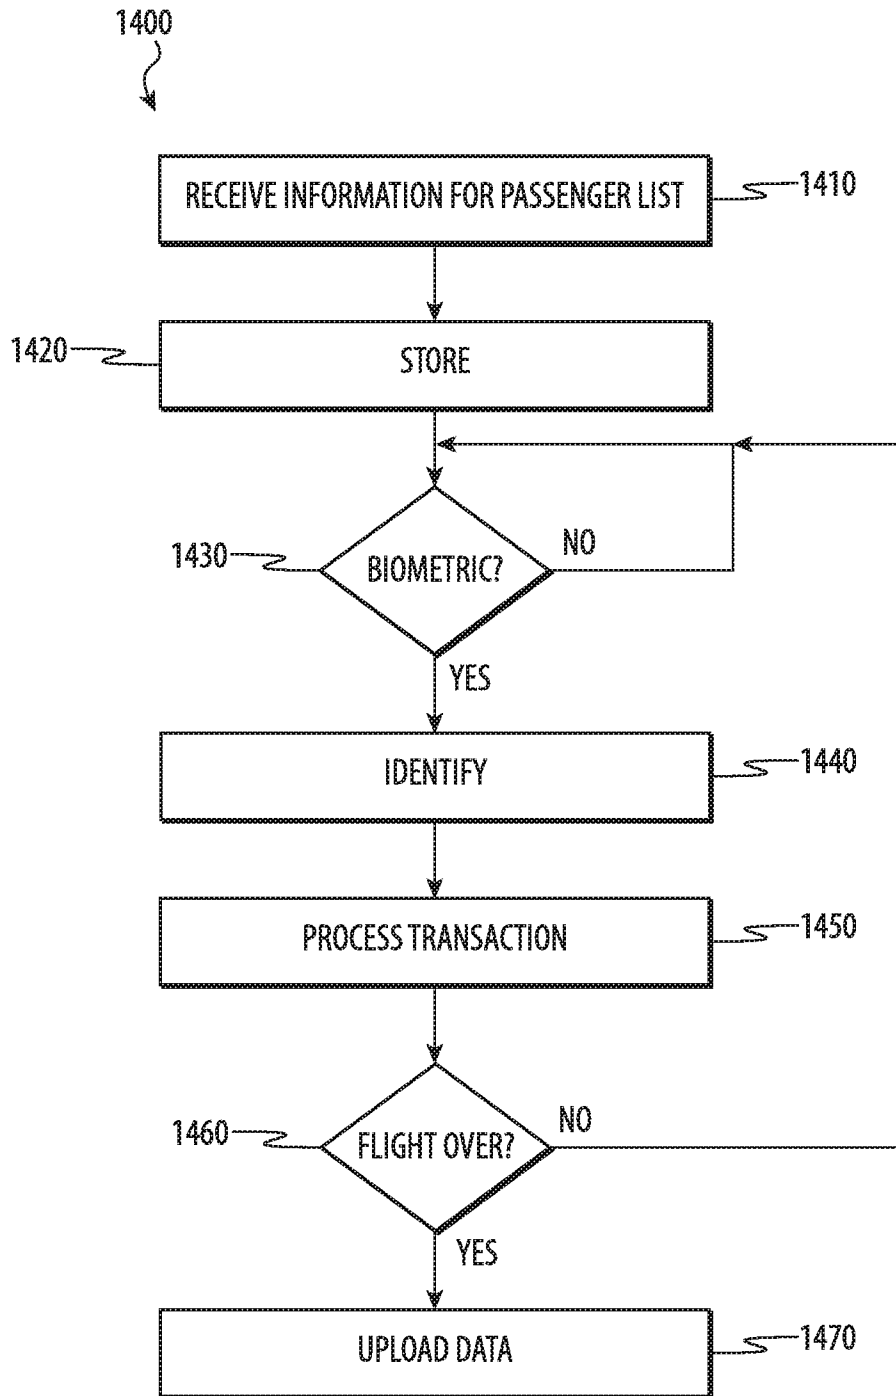 1400
RECEIVE INFORMATION FOR PASSENGER LIST
1410
1420
STORE
1430
BIOMETRIC?
NO
YES
IDENTIFY
1440
PROCESS TRANSACTION
1450
1460
FLIGHT OVER?
NO
YES
UPLOAD DATA
1470